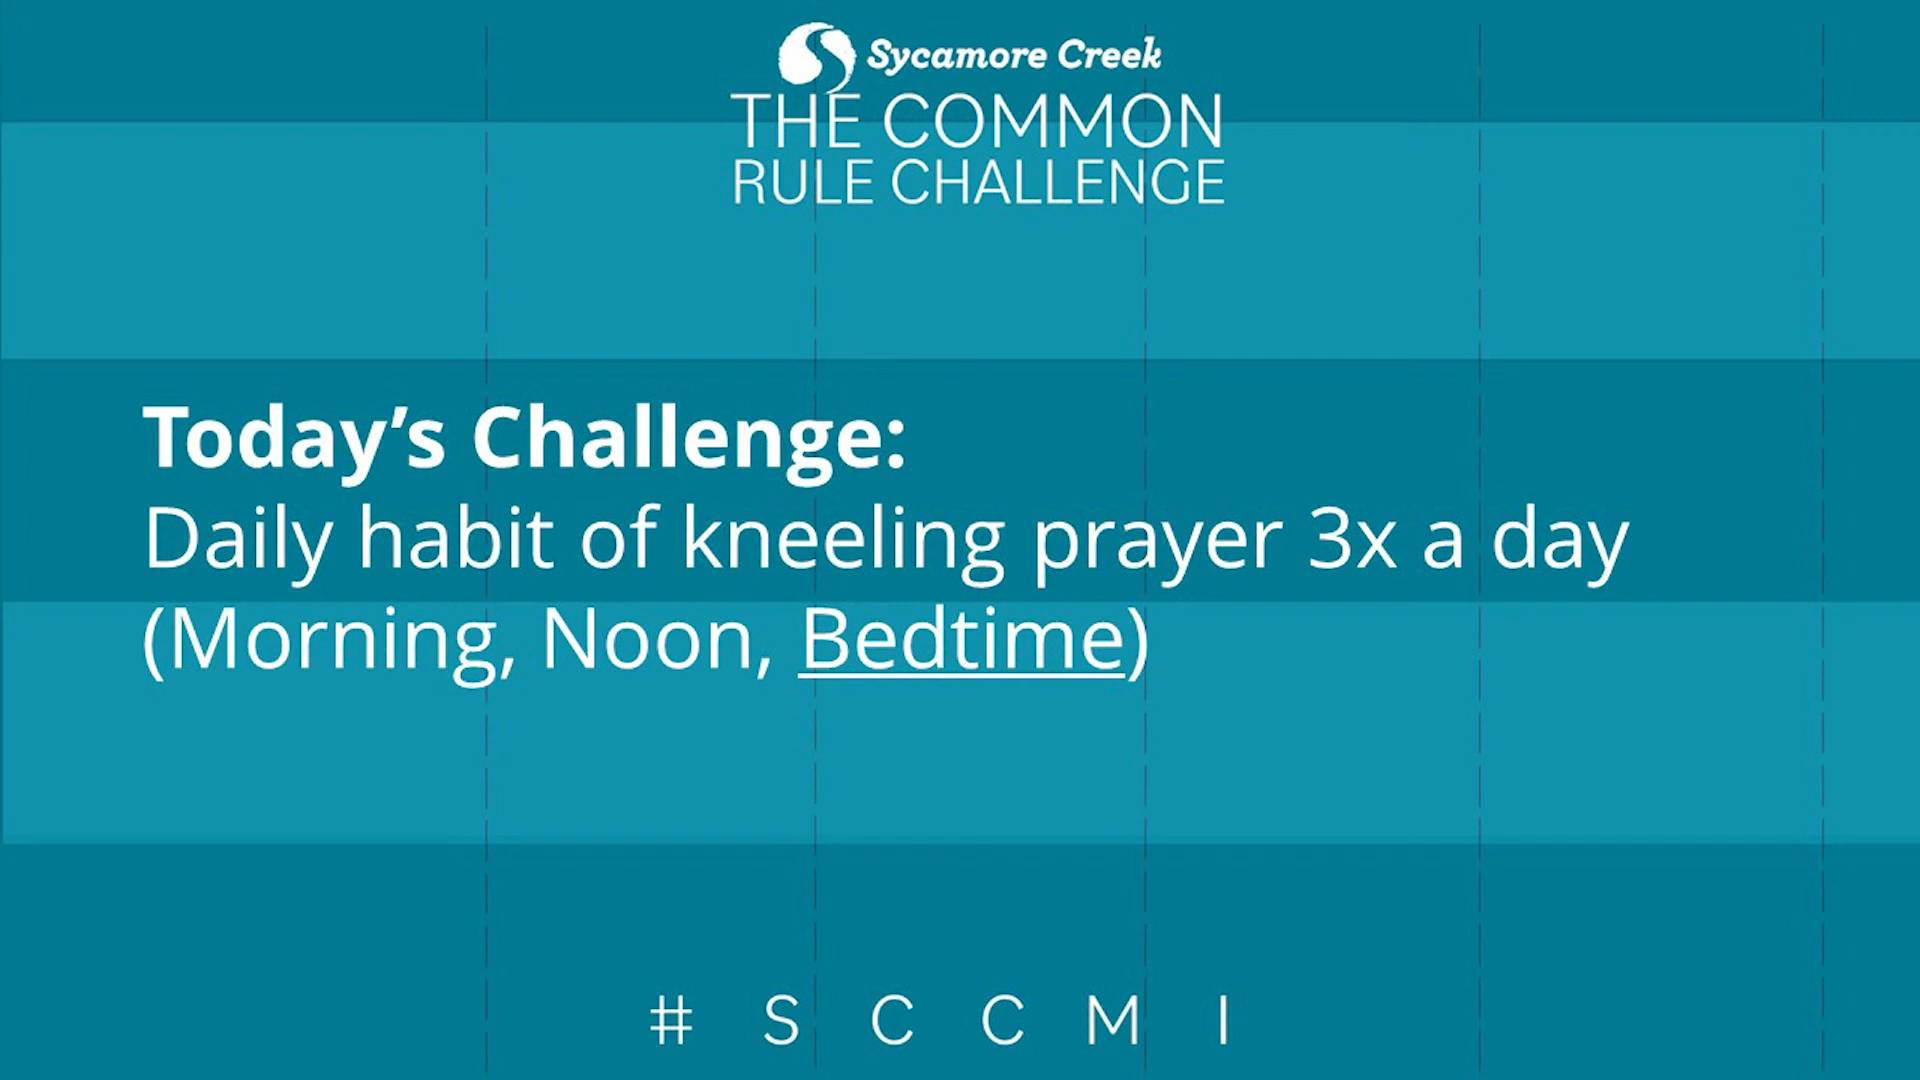 Sycamore Creek
THE COMMON
RULE CHALLENGE
Today’s Challenge:
Daily habit of kneeling prayer 3x a day
(Morning, Noon, Bedtime)
# S C C M I